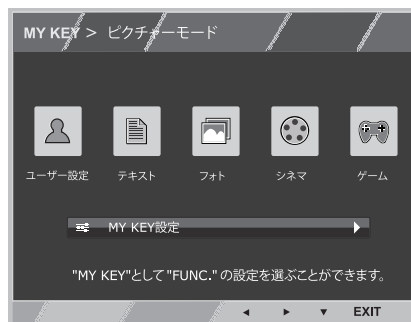 MY KEY > ピクチャーモード
ユーザー設定 テキスト フォト シネマ ゲーム
MY KEY設定
"MY KEY"として"FUNC."の設定を選ぶことができます。
EXIT